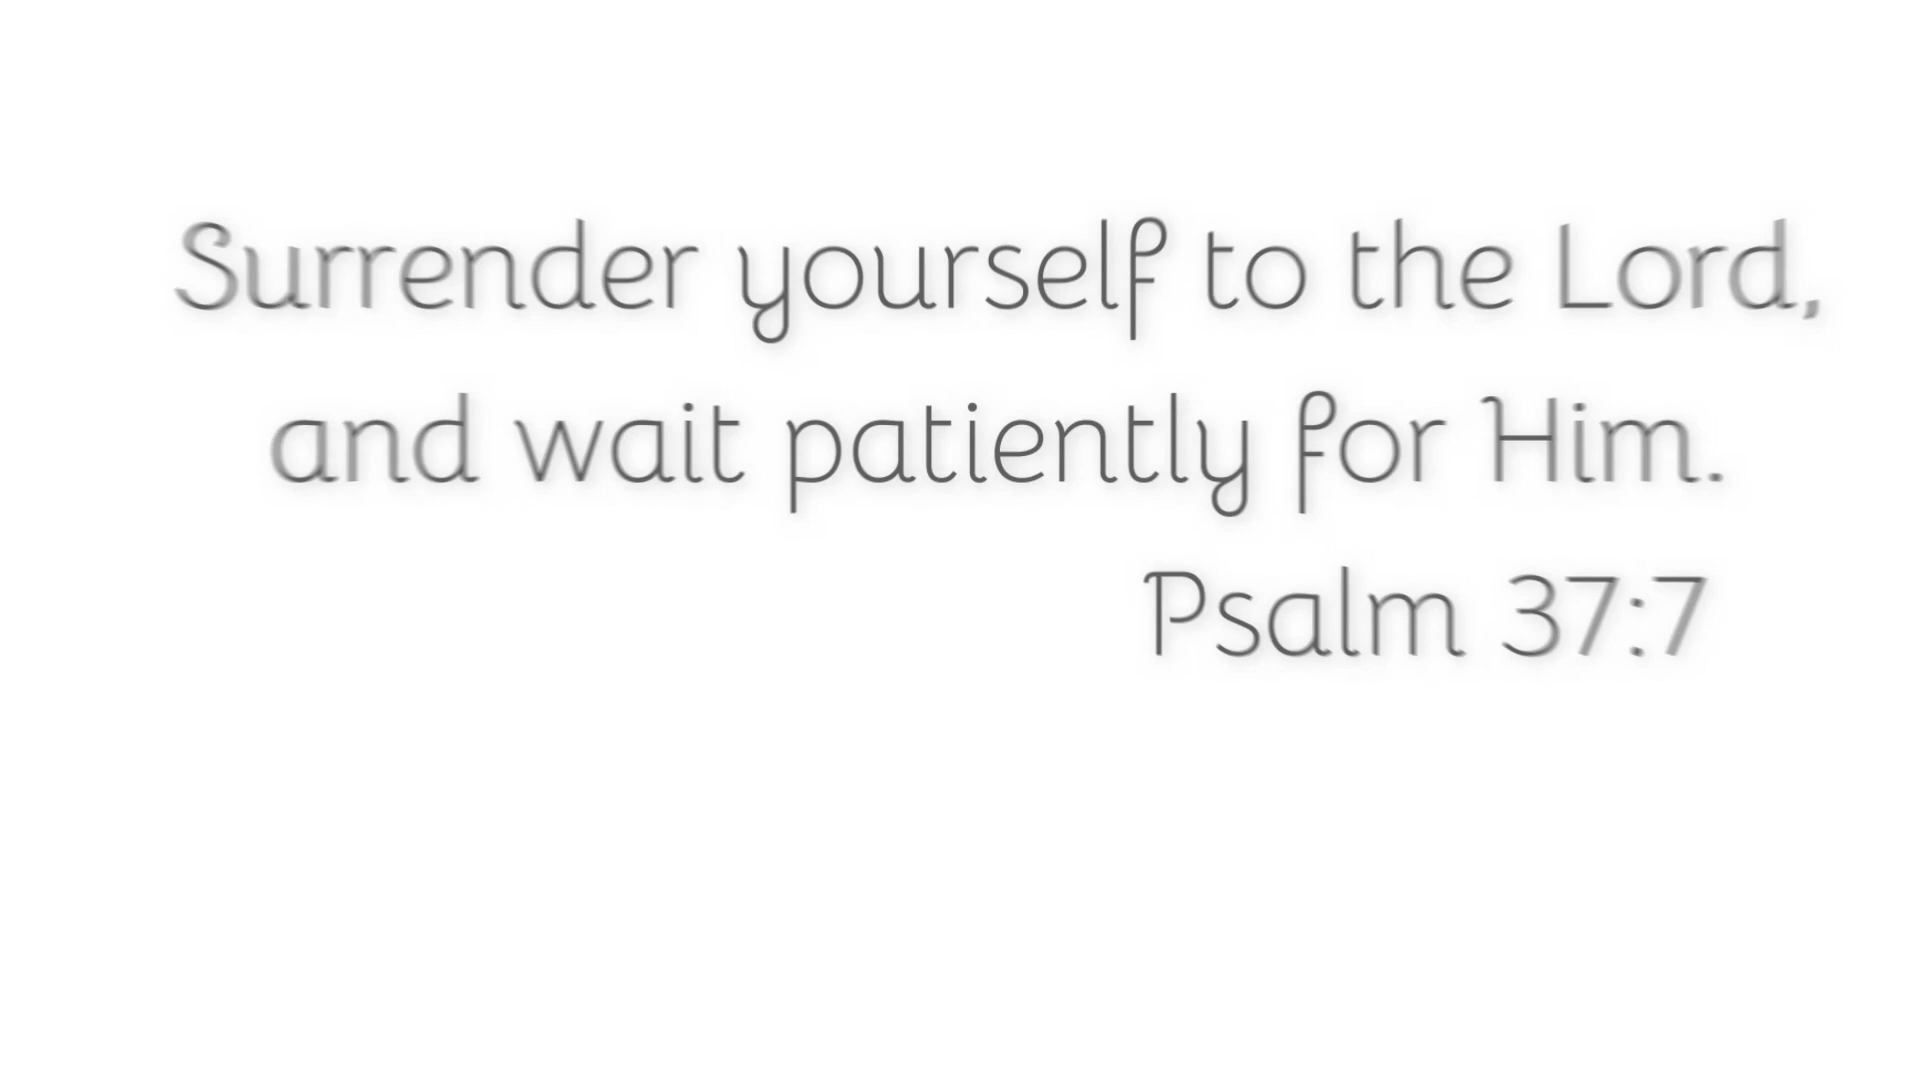 Surrender yourself to the Lord,
and wait patiently for Him.
Psalm 37:7